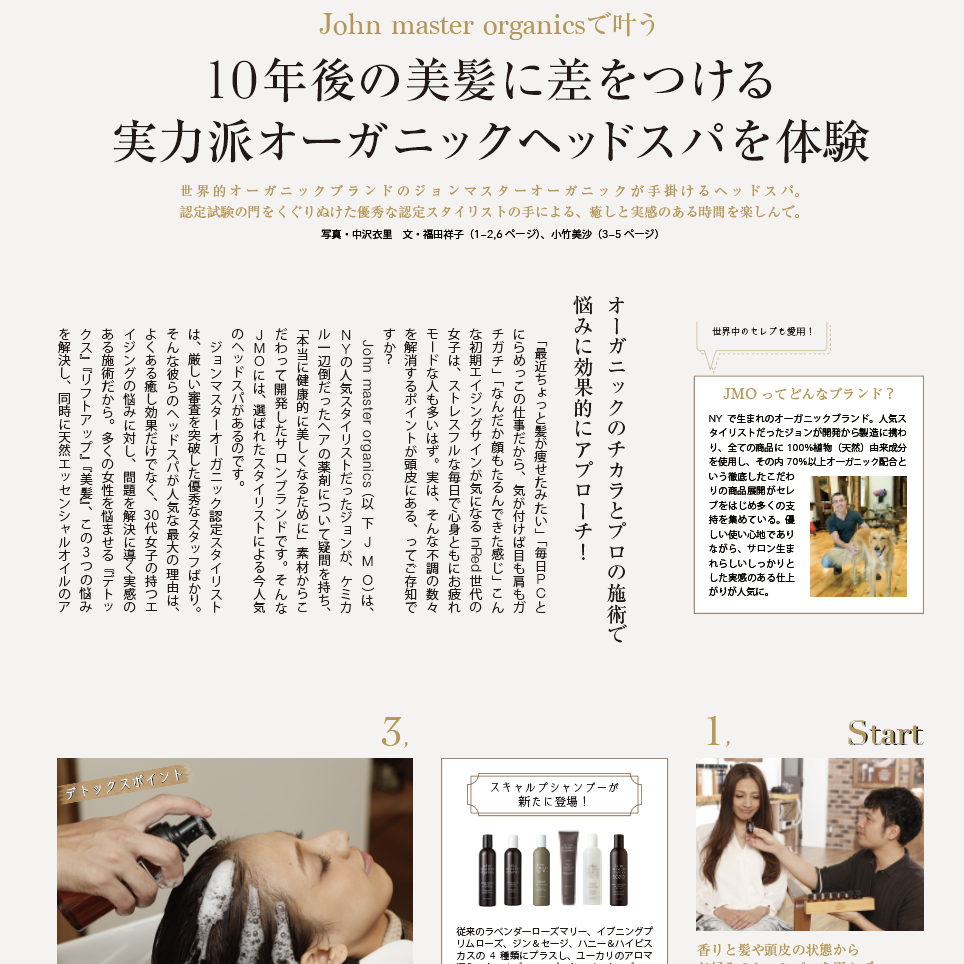 John master organicsで叶う
10年後の美髪に差をつける
実力派オーガニックヘッドスパを体験
世界的オーガニックブランドのジョンマスターオーガニックが手掛けるヘッドスパ。
認定試験の門をくぐりぬけた優秀な認定スタイリストの手による、癒しと実感のある時間を楽しんで。
写真・中沢衣里　文・福田祥子（1−2,6ページ）、小竹美沙（3−5ページ）
オーガニックのチカラとプロの施術で
悩みに効果的にアプローチ！
「最近ちょっと髪が痩せたみたい」「毎日PCと
にらめっこの仕事だから、気が付けば目も肩もガ
チガチ」「なんだか顔もたるんできた感じ」こん
な初期エイジングサインが気になるInRed世代の
女子は、ストレスフルな毎日で心身ともにお疲れ
モードな人も多いはず。実は、そんな不調の数々
を解消するポイントが頭皮にある、ってご存知で
すか？
John master organics（以下JMO）は、
NYの人気スタイリストだったジョンが、ケミカ
ル一辺倒だったヘアの薬剤について疑問を持ち、
「本当に健康的に美しくなるために」素材からこ
だわって開発したサロンブランドです。そんな
JMOには、選ばれたスタイリストによる今人気
のヘッドスパがあるのです。
ジョンマスターオーガニック認定スタイリスト
は、厳しい審査を突破した優秀なスタッフばかり。
そんな彼らのヘッドスパが人気な最大の理由は、
よくある癒し効果だけでなく、30代女子の持つエ
イジングの悩みに対し、問題を解決に導く実感の
ある施術だから。多くの女性を悩ませる『デトッ
クス』『リフトアップ』『美髪』、この3つの悩み
を解決し、同時に天然エッセンシャルオイルのア
世界中のセレブも愛用！
JMOってどんなブランド？
NYで生まれのオーガニックブランド。人気ス
タイリストだったジョンが開発から製造に携わ
り、全ての商品に100%植物（天然）由来成分
を使用し、その内70%以上オーガニック配合と
いう徹底したこだわ
りの商品展開がセレ
ブをはじめ多くの支
持を集めている。優
しい使い心地であり
ながら、サロン生ま
れらしいしっかりと
した実感のある仕上
がりが人気に。
Start
1,
香りと髪や頭皮の状態から
スキャルプシャンプーが
新たに登場！
従来のラベンダーローズマリー、イブニングプ
リムローズ、ジン＆セージ、ハニー＆ハイビス
カスの4種類にプラスし、ユーカリのアロマ
3,
デトックスポイント